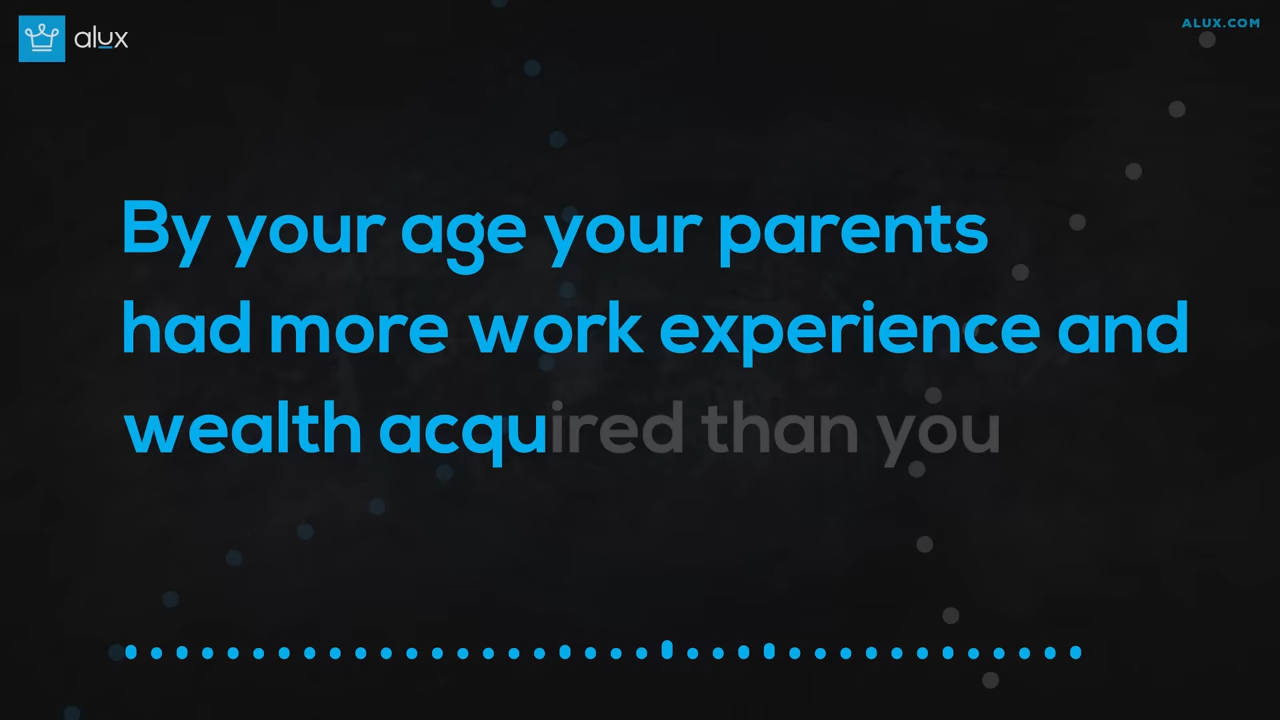 alux
ALUX.COM
By your age your parents
had more work experience and
wealth acquired than you